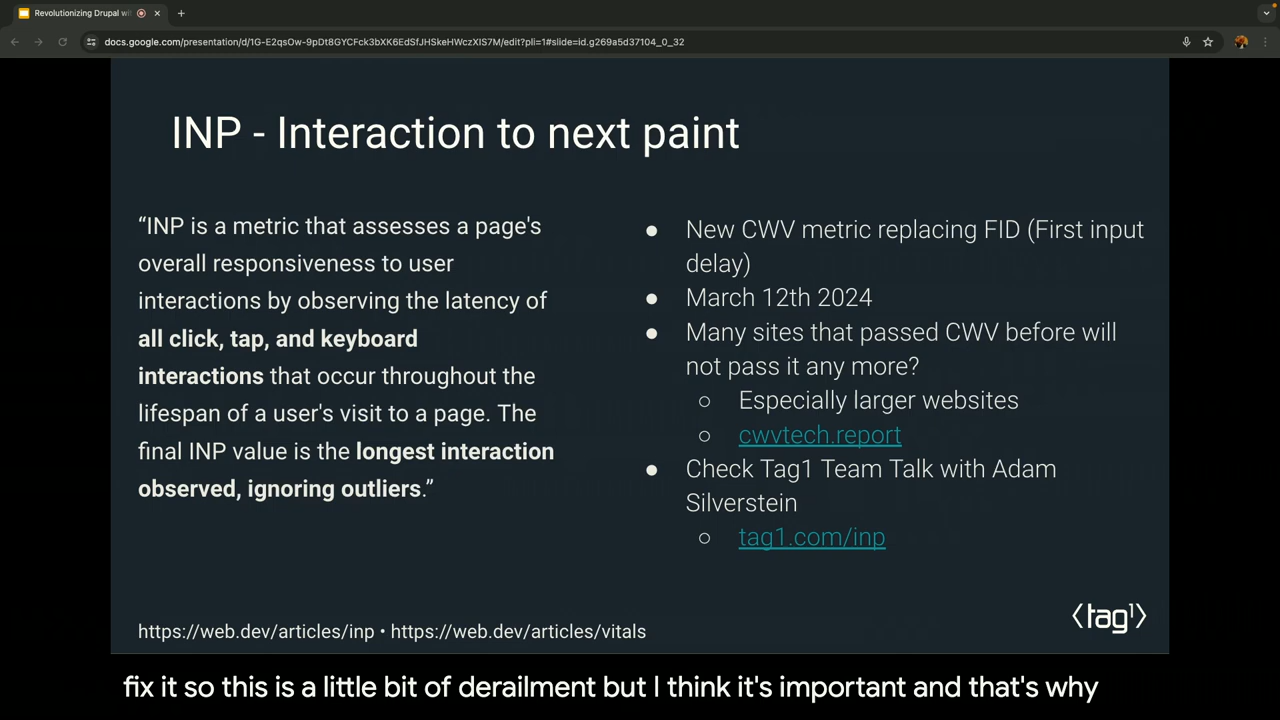 Revolutionizing Drupal wi
docs.google.com/presentation/d/1G-E2qsOw-9pDt8GYCFck3bXK6EdSfJHSkeHWczXIS7M/edit?pli=1#slide=id.g269a5d37104_0_32
INP - Interaction to next paint
“INP is a metric that assesses a page's
overall responsiveness to user
interactions by observing the latency of
all click, tap, and keyboard
interactions that occur throughout the
lifespan of a user's visit to a page. The
final INP value is the longest interaction
observed, ignoring outliers.”
● New CWV metric replacing FID (First input
delay)
● March 12th 2024
● Many sites that passed CWV before will
not pass it any more?
○ Especially larger websites
○ cwvtech.report
● Check Tag1 Team Talk with Adam
Silverstein
○ tag1.com/inp
https://web.dev/articles/inp • https://web.dev/articles/vitals
⟨tag1⟩
fix it so this is a little bit of derailment but I think it's important and that's why